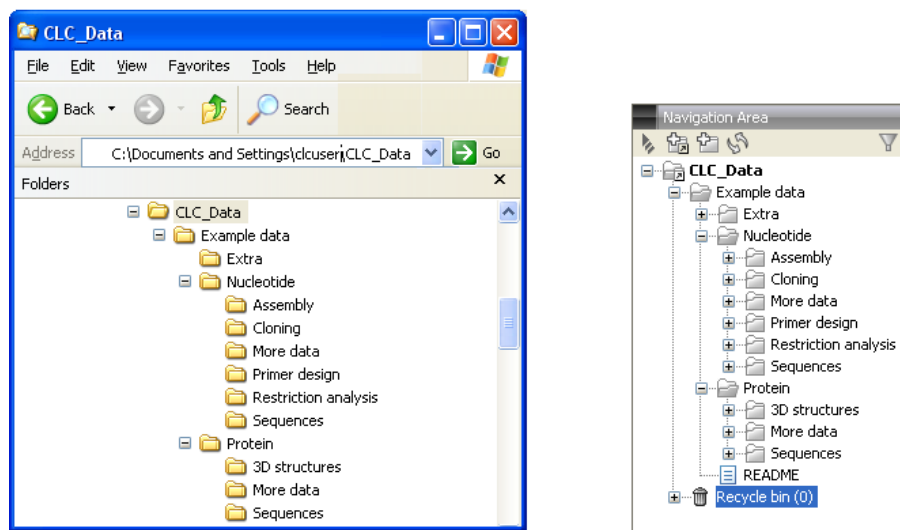 CLC_Data
File Edit View Favorites Tools Help
Back Search
Address C:\Documents and Settings\clcuser\CLC_Data Go
Folders x
CLC_Data
Example data
Extra
Nucleotide
Assembly
Cloning
More data
Primer design
Restriction analysis
Sequences
Protein
3D structures
More data
Sequences
Navigation Area
CLC_Data
Example data
Extra
Nucleotide
Assembly
Cloning
More data
Primer design
Restriction analysis
Sequences
Protein
3D structures
More data
Sequences
README
Recycle bin (0)